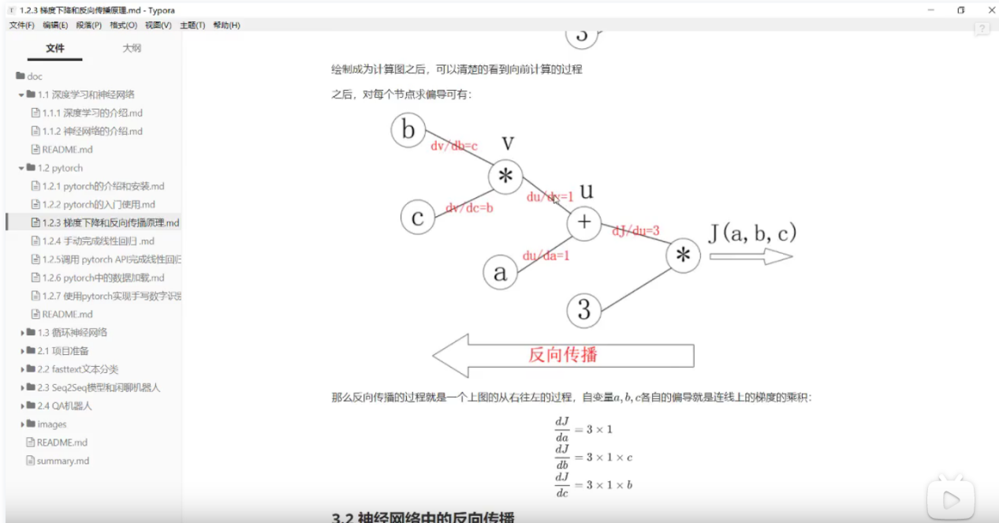 1.2.3 梯度下降和反向传播原理.md - Typora
文件(F) 编辑(E) 段落(P) 格式(O) 视图(V) 主题(T) 帮助(H)
文件 大纲
doc
1.1 深度学习和神经网络
1.1.1 深度学习的介绍.md
1.1.2 神经网络的介绍.md
README.md
1.2 pytorch
1.2.1 pytorch的介绍和安装.md
1.2.2 pytorch的入门使用.md
1.2.3 梯度下降和反向传播原理.md
1.2.4 手动完成线性回归 .md
1.2.5调用 pytorch API完成线性回归
1.2.6 pytorch中的数据加载.md
1.2.7 使用pytorch实现手写数字识别
README.md
1.3 循环神经网络
2.1 项目准备
2.2 fasttext文本分类
2.3 Seq2Seq模型和闲聊机器人
2.4 QA机器人
images
README.md
summary.md
3
绘制成为计算图之后，可以清楚的看到向前计算的过程
之后，对每个节点求偏导可有：
b
dv/db=c
V
*
c
dv/dc=b
du/dv=1
u
+
du/da=1
a
dJ/du=3
*
J(a,b,c)
3
反向传播
那么反向传播的过程就是一个上图的从右往左的过程，自变量a, b, c各自的偏导就是连线上的梯度的乘积：
dJ/da = 3 × 1
dJ/db = 3 × 1 × c
dJ/dc = 3 × 1 × b
3.2 神经网络中的反向传播